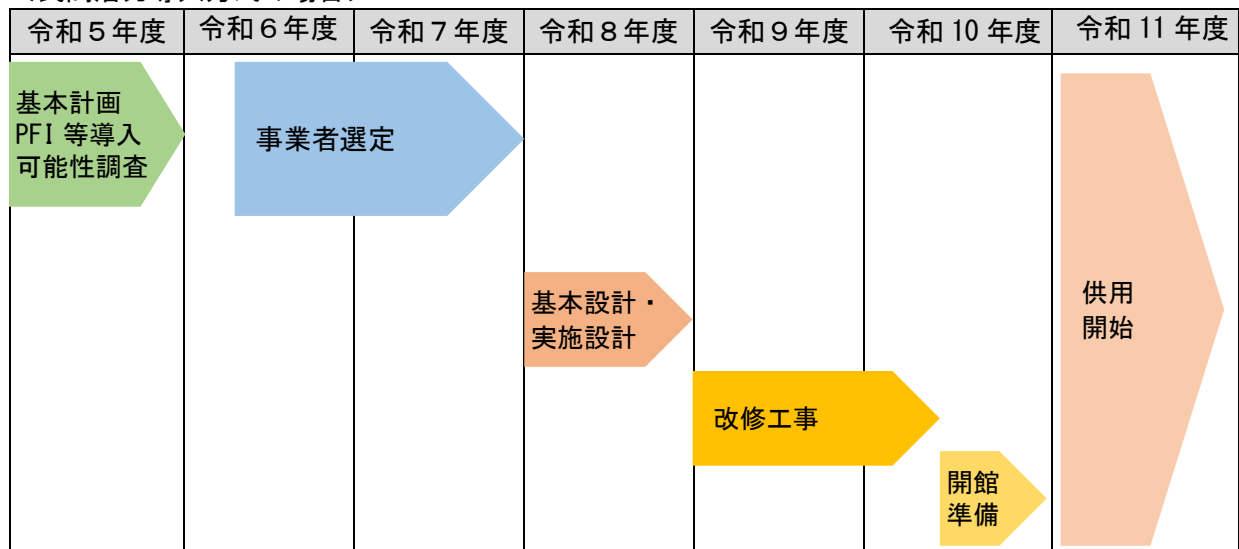 令和５年度
令和６年度
令和７年度
令和８年度
令和９年度
令和 10 年度
令和 11 年度
基本計画
PFI 等導入
可能性調査
事業者選定
基本設計・
実施設計
改修工事
開館
準備
供用
開始